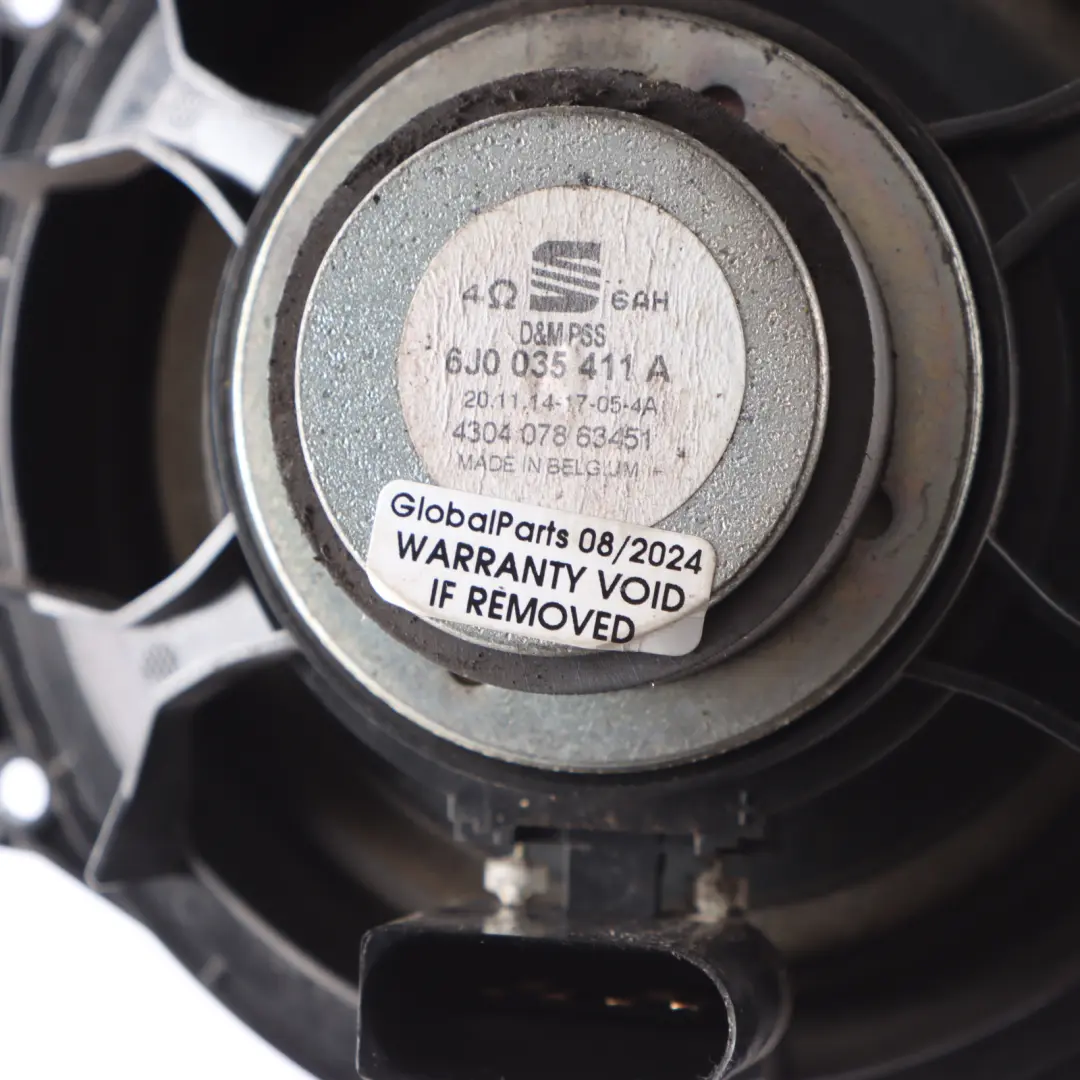 4Ω 6AH
D&M PSS
6J0 035 411 A
20.11.14-17-05-4A
4304 078 63451
MADE IN BELGIUM
GlobalParts 08/2024
WARRANTY VOID
IF REMOVED